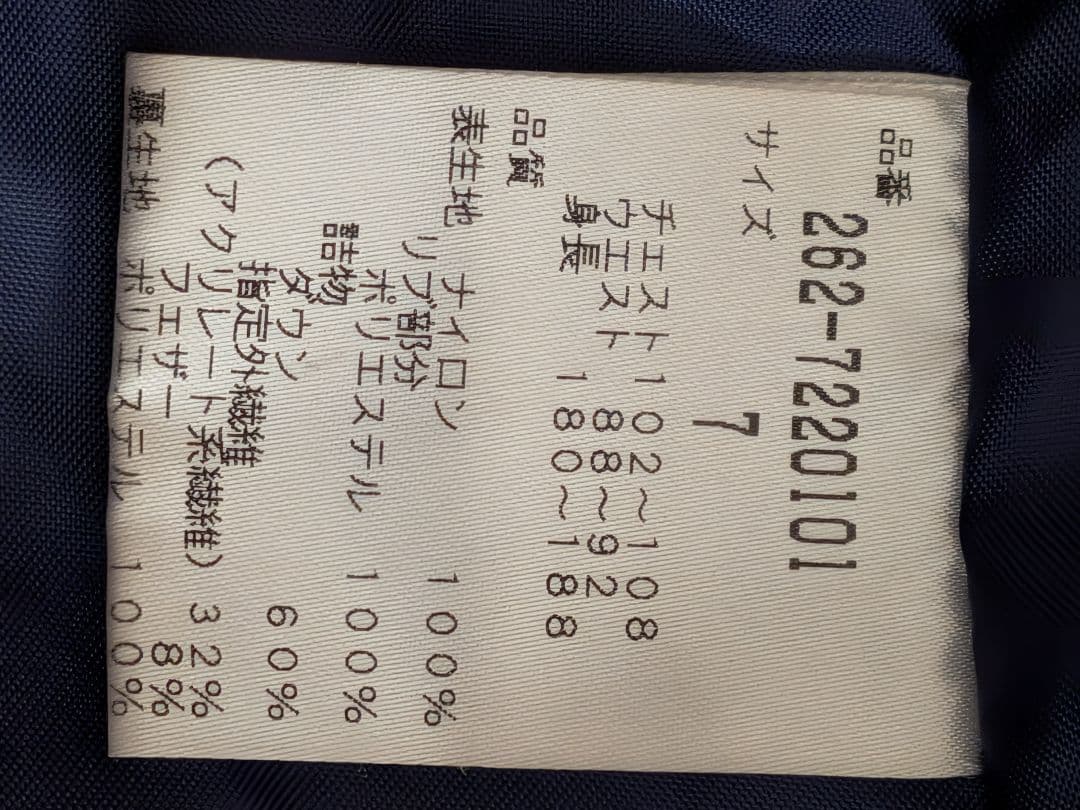 品番
262-720101
サイズ
7
チェスト 102～108
ウエスト 88～92
身長 180～188
品質
表生地
ナイロン 100%
リブ部分
ポリエステル 100%
詰物
ダウン 60%
指定外繊維
(アクリレート系繊維) 32%
フェザー 8%
裏生地
ポリエステル 100%